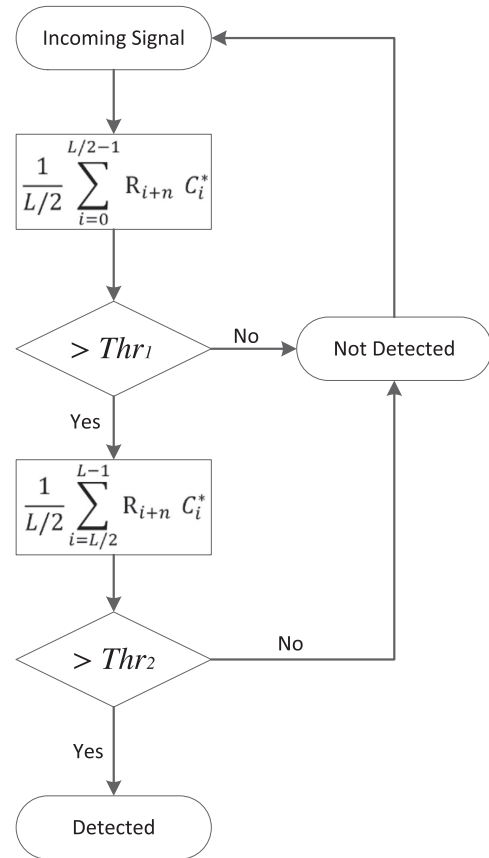 Incoming Signal
1/(L/2) ∑_{i=0}^{L/2−1} R_{i+n} C_i^*
> Thr₁
No
Not Detected
Yes
1/(L/2) ∑_{i=L/2}^{L−1} R_{i+n} C_i^*
> Thr₂
No
Yes
Detected